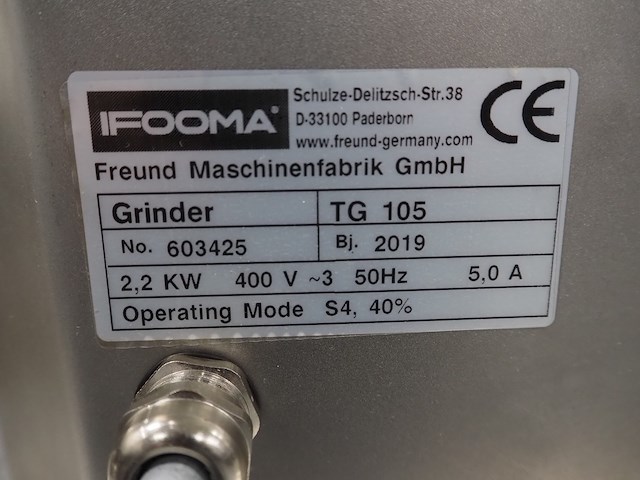 IFOOMA®
Schulze-Delitzsch-Str.38
D-33100 Paderborn
www.freund-germany.com
CE
Freund Maschinenfabrik GmbH
Grinder TG 105
No. 603425 Bj. 2019
2,2 KW 400 V ~3 50Hz 5,0 A
Operating Mode S4, 40%